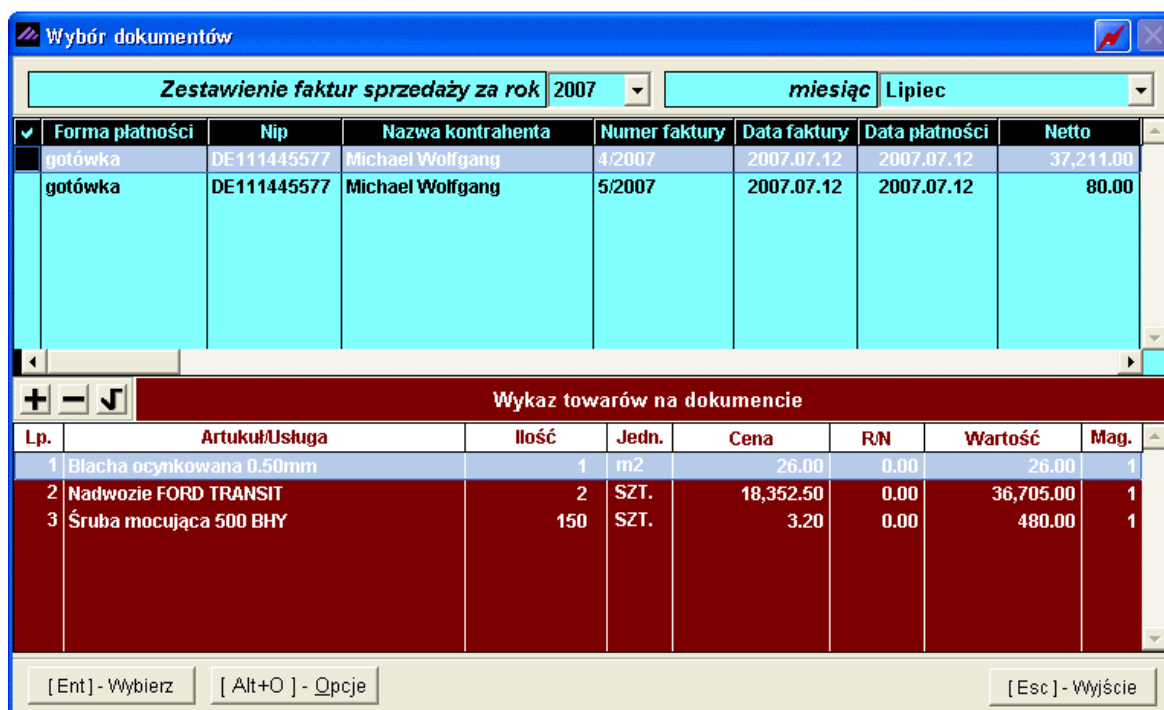 Wybór dokumentów
Zestawienie faktur sprzedaży za rok 2007 miesiąc Lipiec
Forma płatności Nip Nazwa kontrahenta Numer faktury Data faktury Data płatności Netto
gotówka DE111445577 Michael Wolfgang 4/2007 2007.07.12 2007.07.12 37,211.00
gotówka DE111445577 Michael Wolfgang 5/2007 2007.07.12 2007.07.12 80.00
Wykaz towarów na dokumencie
Lp. Artukuł/Usługa Ilość Jedn. Cena R/N Wartość Mag.
1 Blacha ocynkowana 0.50mm 1 m2 26.00 0.00 26.00 1
2 Nadwozie FORD TRANSIT 2 SZT. 18,352.50 0.00 36,705.00 1
3 Śruba mocująca 500 BHY 150 SZT. 3.20 0.00 480.00 1
[ Ent ] - Wybierz [ Alt+O ] - Opcje [ Esc ] - Wyjście